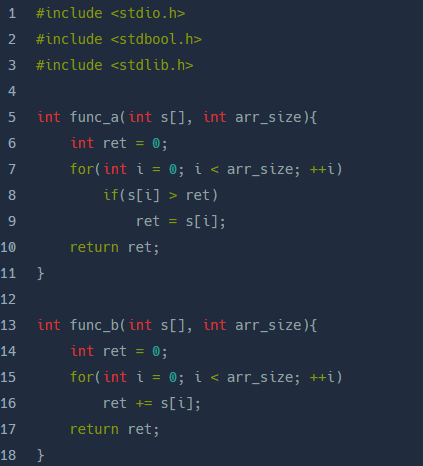 1 #include <stdio.h>
2 #include <stdbool.h>
3 #include <stdlib.h>
4
5 int func_a(int s[], int arr_size){
6     int ret = 0;
7     for(int i = 0; i < arr_size; ++i)
8         if(s[i] > ret)
9             ret = s[i];
10     return ret;
11 }
12
13 int func_b(int s[], int arr_size){
14     int ret = 0;
15     for(int i = 0; i < arr_size; ++i)
16         ret += s[i];
17     return ret;
18 }